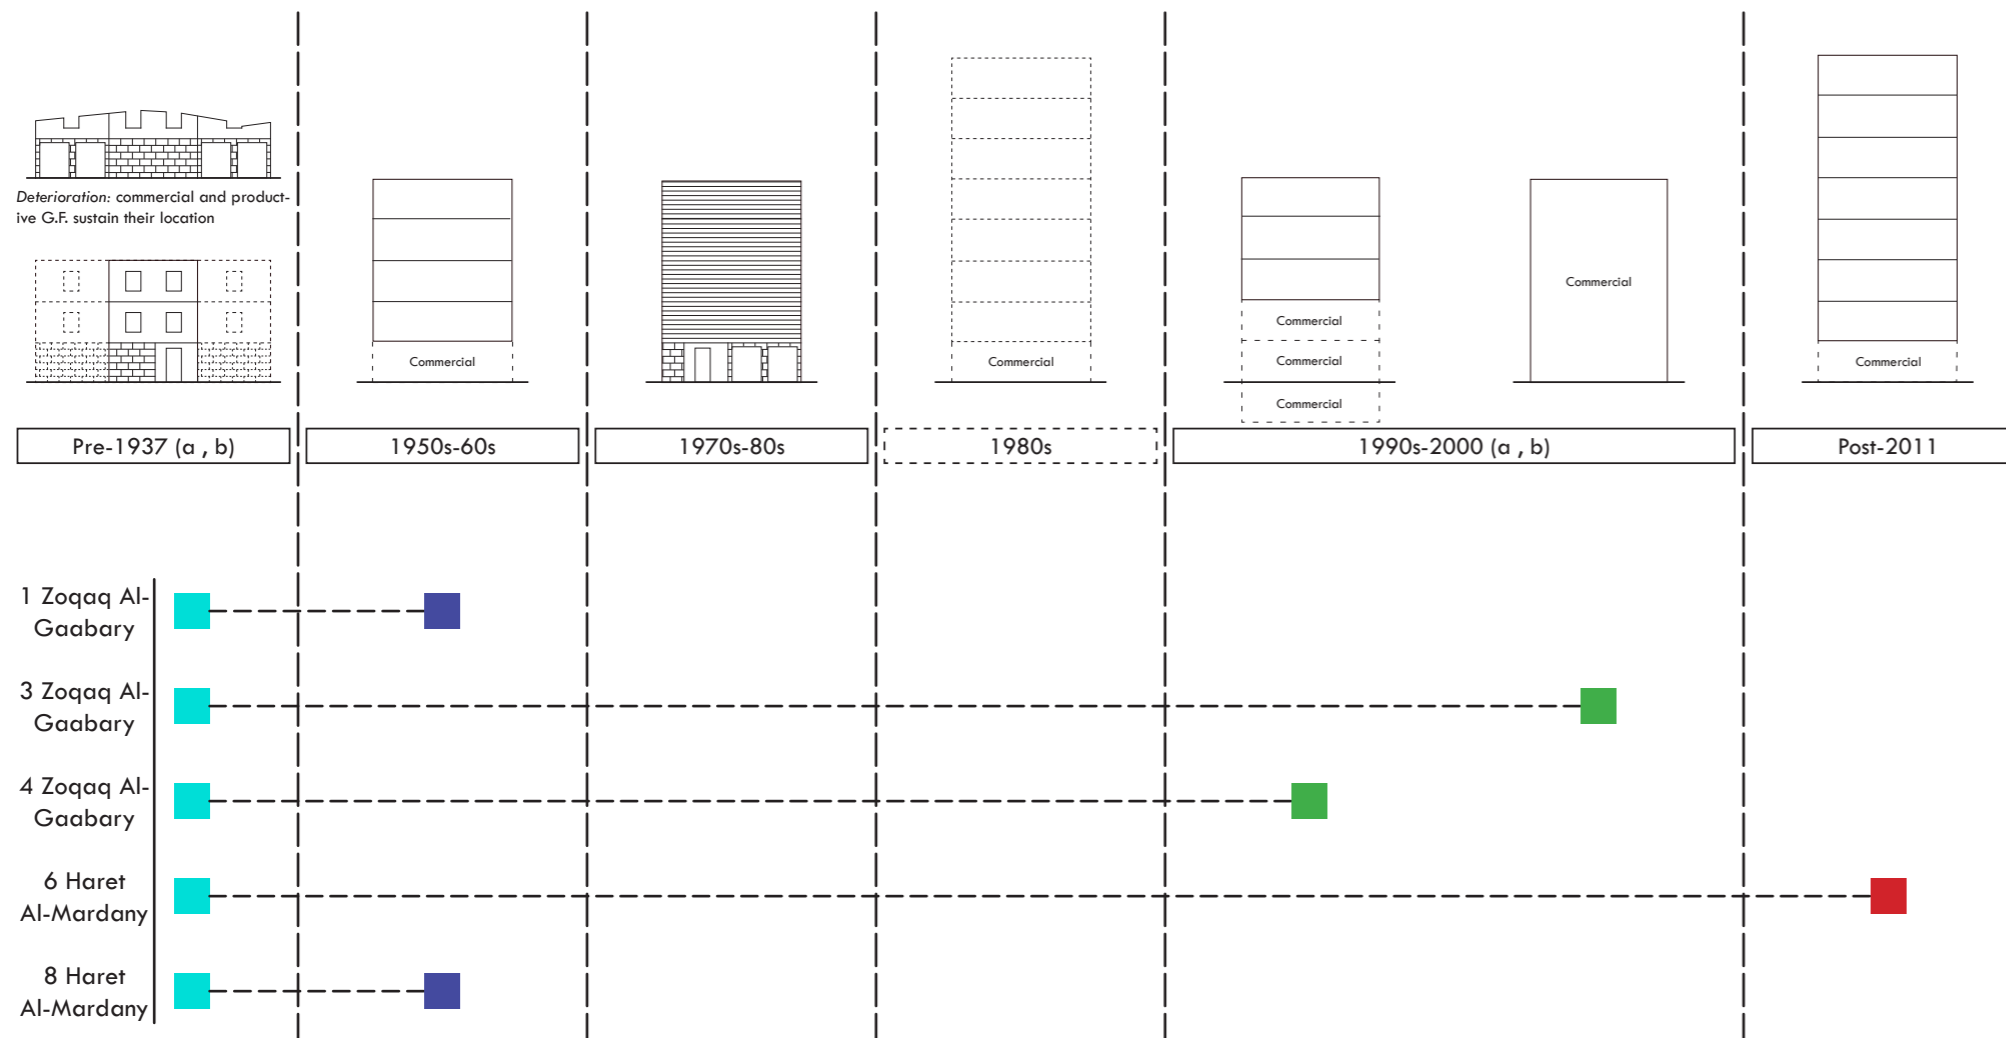 Deterioration: commercial and product-
ive G.F. sustain their location
Commercial
Commercial
Commercial
Commercial
Commercial
Commercial
Commercial
Pre-1937 (a , b)
1950s-60s
1970s-80s
1980s
1990s-2000 (a , b)
Post-2011
1 Zoqaq Al-
Gaabary
3 Zoqaq Al-
Gaabary
4 Zoqaq Al-
Gaabary
6 Haret
Al-Mardany
8 Haret
Al-Mardany